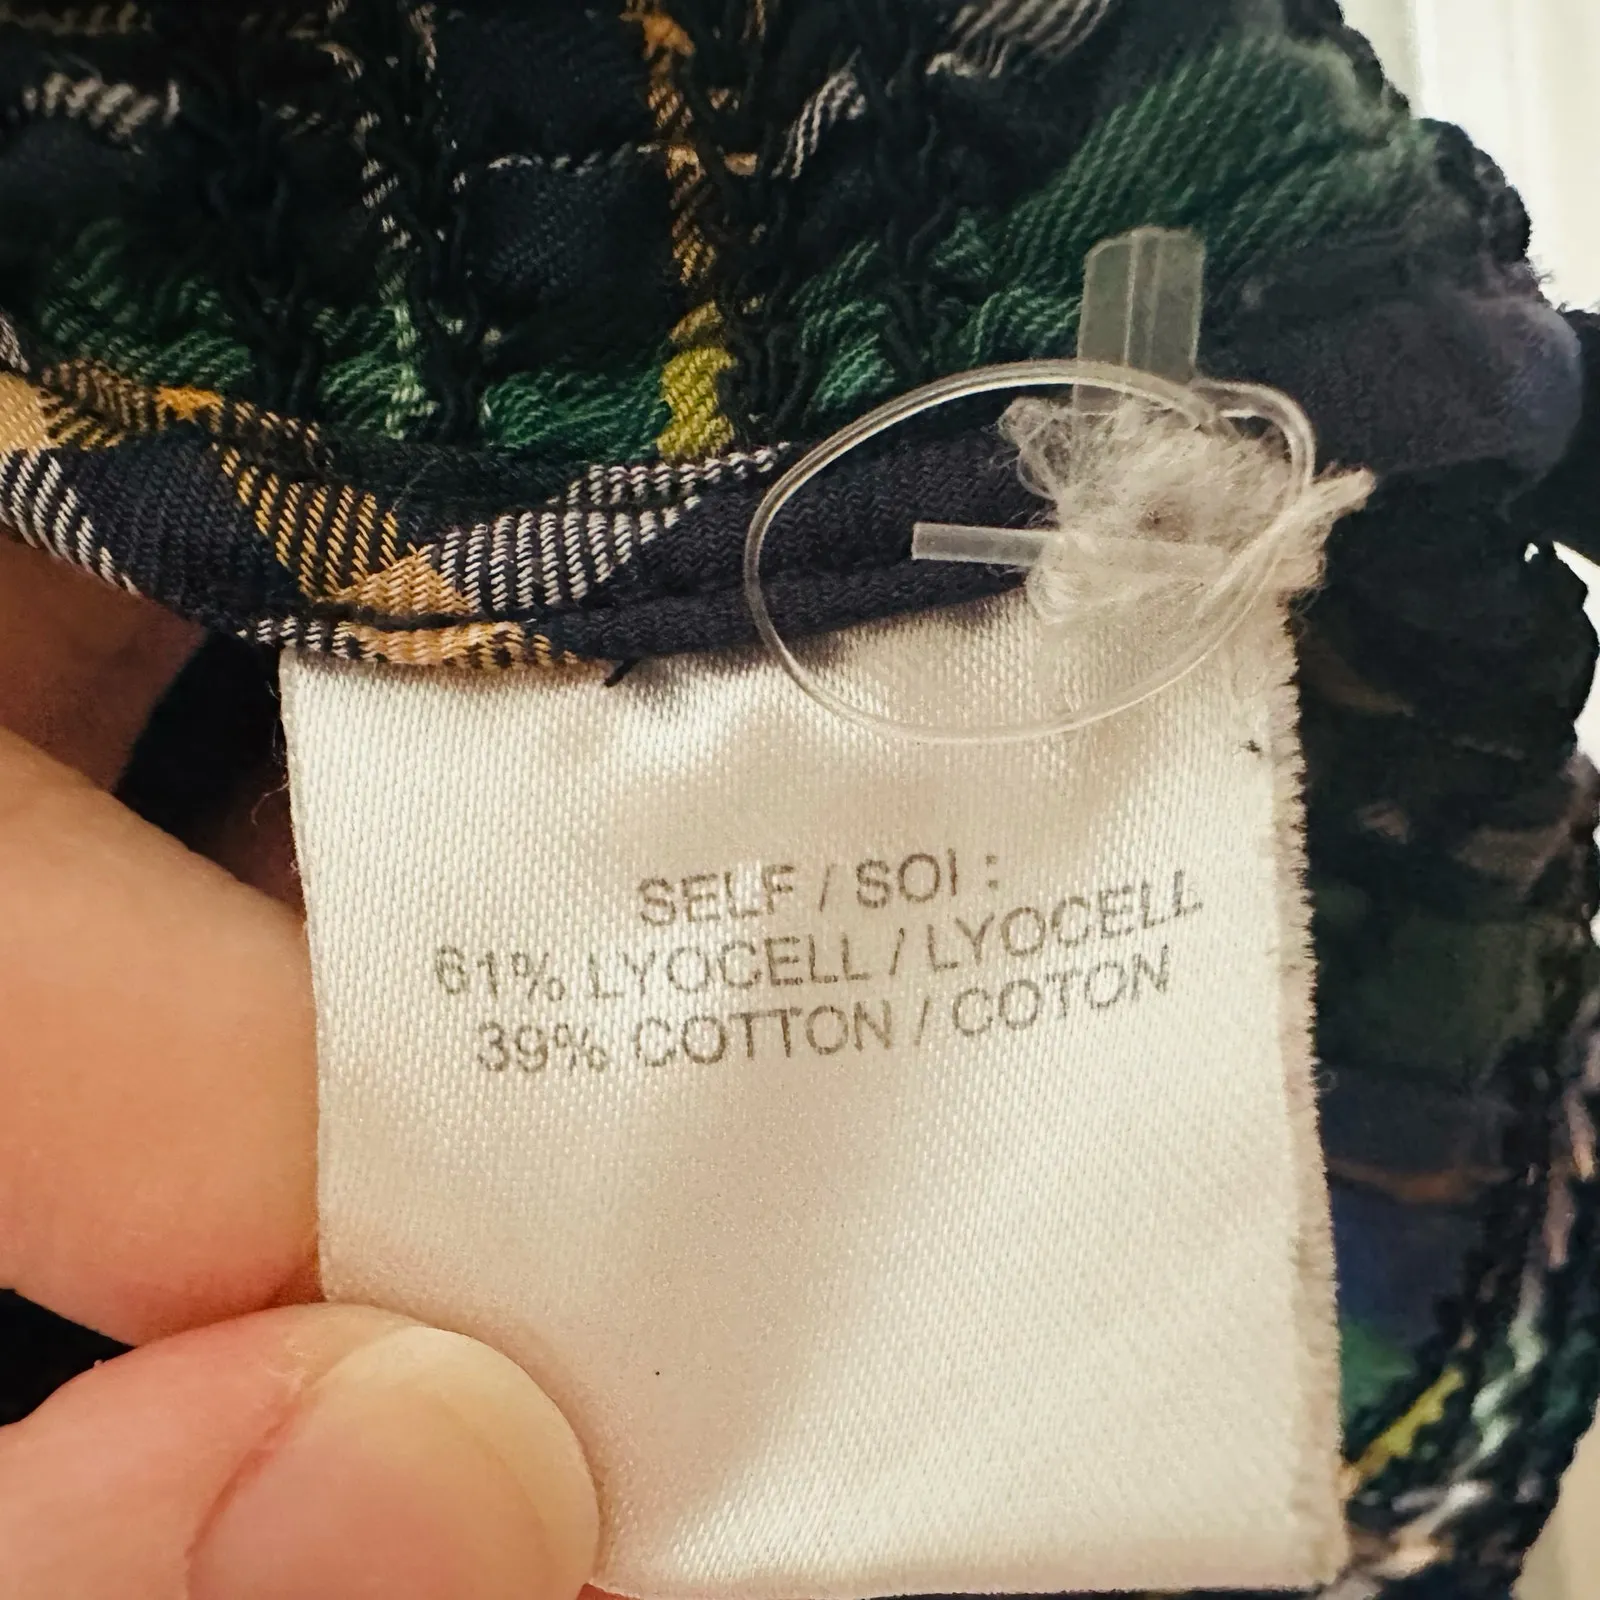 SELF / SOI :
61% LYOCELL / LYOCELL
39% COTTON / COTON